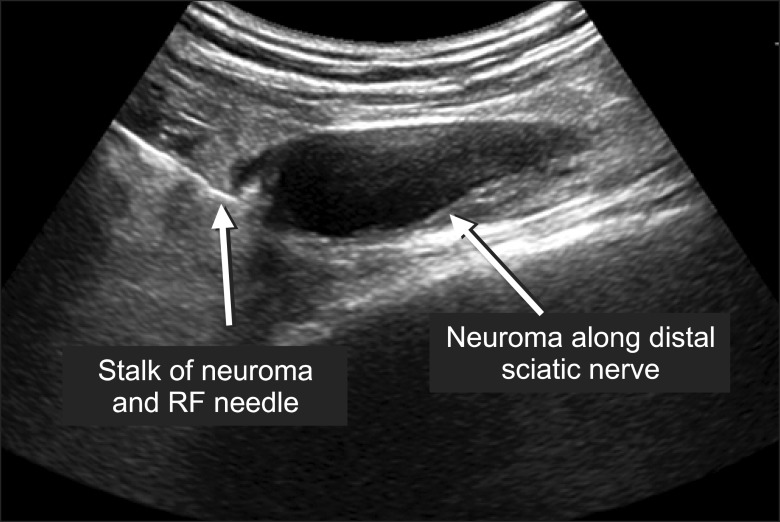 Stalk of neuroma
and RF needle
Neuroma along distal
sciatic nerve